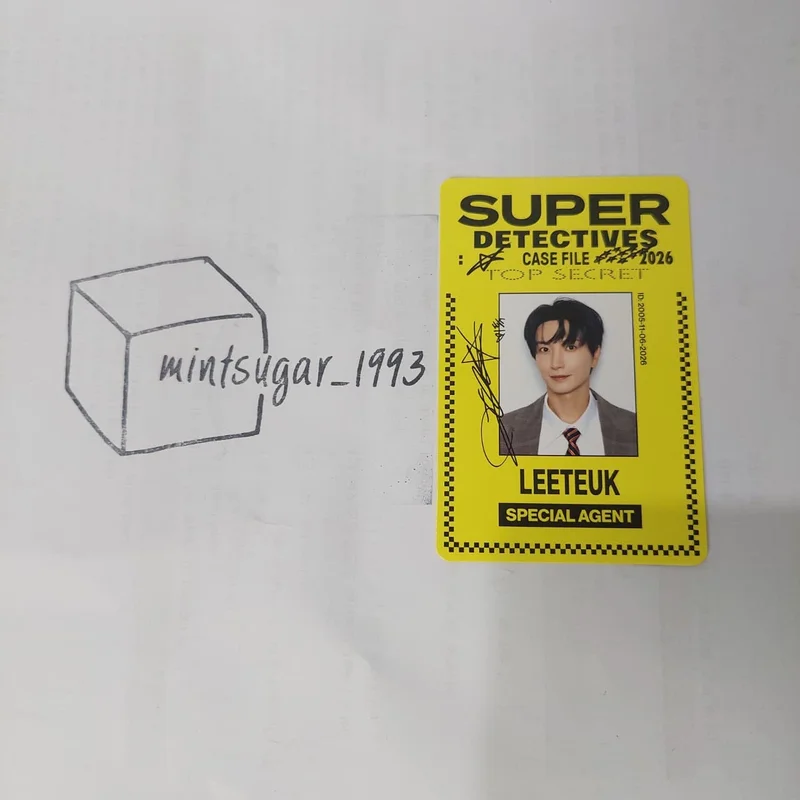 mintsugar_1993
SUPER
DETECTIVES
: CASE FILE 2026
TOP SECRET
ID: 2005-11-06-2026
LEETEUK
SPECIAL AGENT